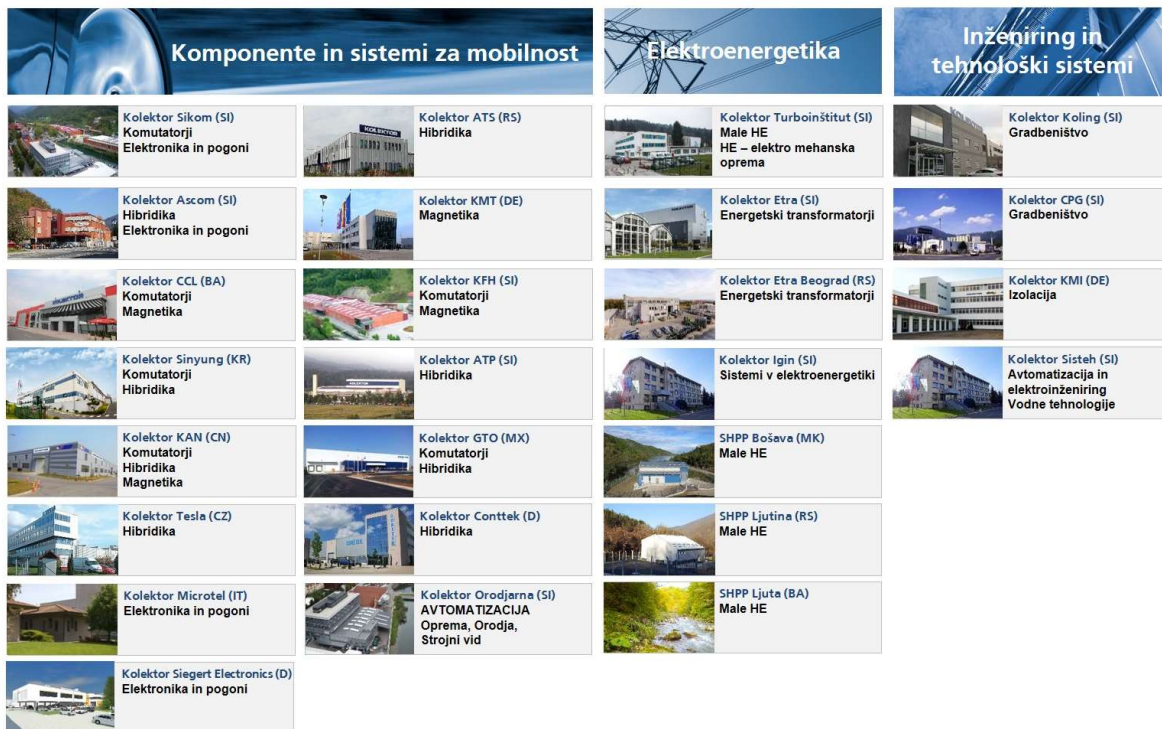 Komponente in sistemi za mobilnost
Kolektor Sikom (SI)
Komutatorji
Elektronika in pogoni
Kolektor Ascom (SI)
Hibridika
Elektronika in pogoni
Kolektor CCL (BA)
Komutatorji
Magnetika
Kolektor Sinyung (KR)
Komutatorji
Hibridika
Kolektor KAN (CN)
Komutatorji
Hibridika
Magnetika
Kolektor Tesla (CZ)
Hibridika
Kolektor Microtel (IT)
Elektronika in pogoni
Kolektor Siegert Electronics (D)
Elektronika in pogoni
Kolektor ATS (RS)
Hibridika
KOLEKTOR
Kolektor KMT (DE)
Magnetika
Kolektor KFH (SI)
Komutatorji
Magnetika
Kolektor ATP (SI)
Hibridika
Kolektor GTO (MX)
Komutatorji
Hibridika
Kolektor Conttek (D)
Hibridika
Kolektor Orodjarna (SI)
AVTOMATIZACIJA
Oprema, Orodja,
Strojni vid
Elektroenergetika
Kolektor Turboinštitut (SI)
Male HE
HE – elektro mehanska
oprema
Kolektor Etra (SI)
Energetski transformatorji
Kolektor Etra Beograd (RS)
Energetski transformatorji
Kolektor Igin (SI)
Sistemi v elektroenergetiki
SHPP Bošava (MK)
Male HE
SHPP Ljutina (RS)
Male HE
SHPP Ljuta (BA)
Male HE
Inženiring in
tehnološki sistemi
Kolektor Koling (SI)
Gradbeništvo
KOLEKTOR
Kolektor CPG (SI)
Gradbeništvo
Kolektor KMI (DE)
Izolacija
Kolektor Sisteh (SI)
Avtomatizacija in
elektroinženiring
Vodne tehnologije